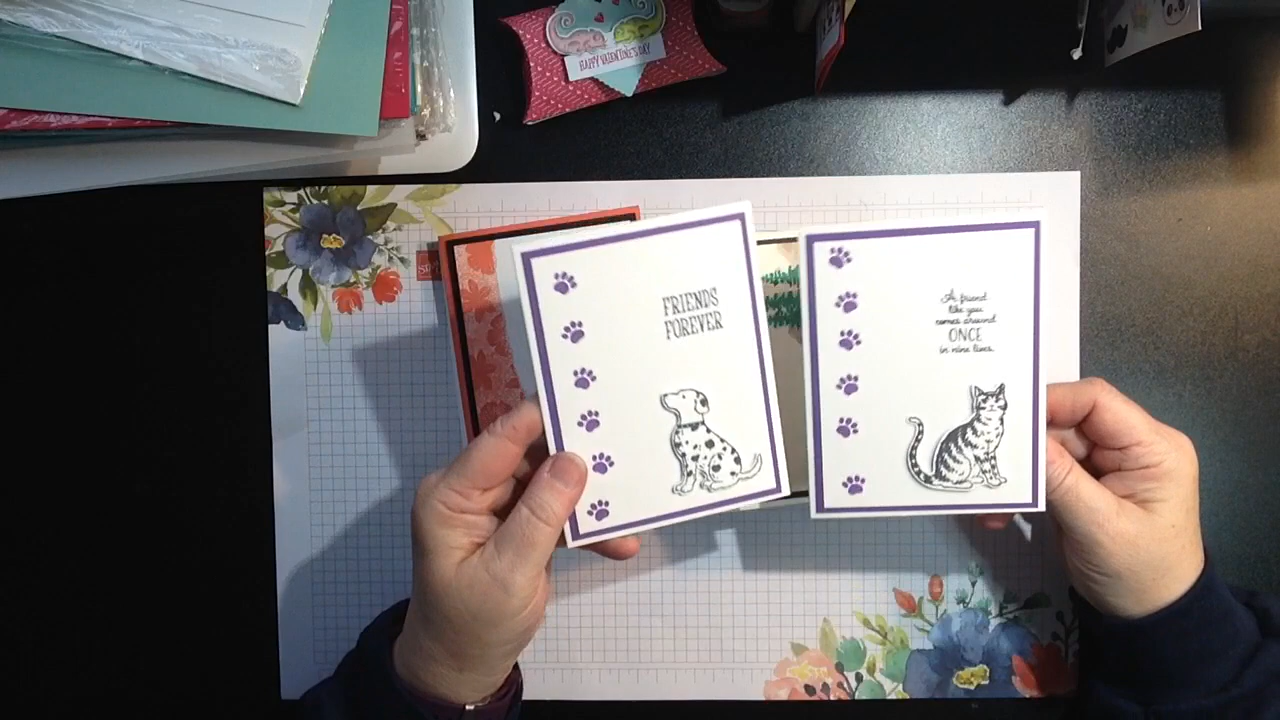 HAPPY VALENTINE'S DAY
FRIENDS
FOREVER
A friend
like you
comes around
ONCE
in nine lives.